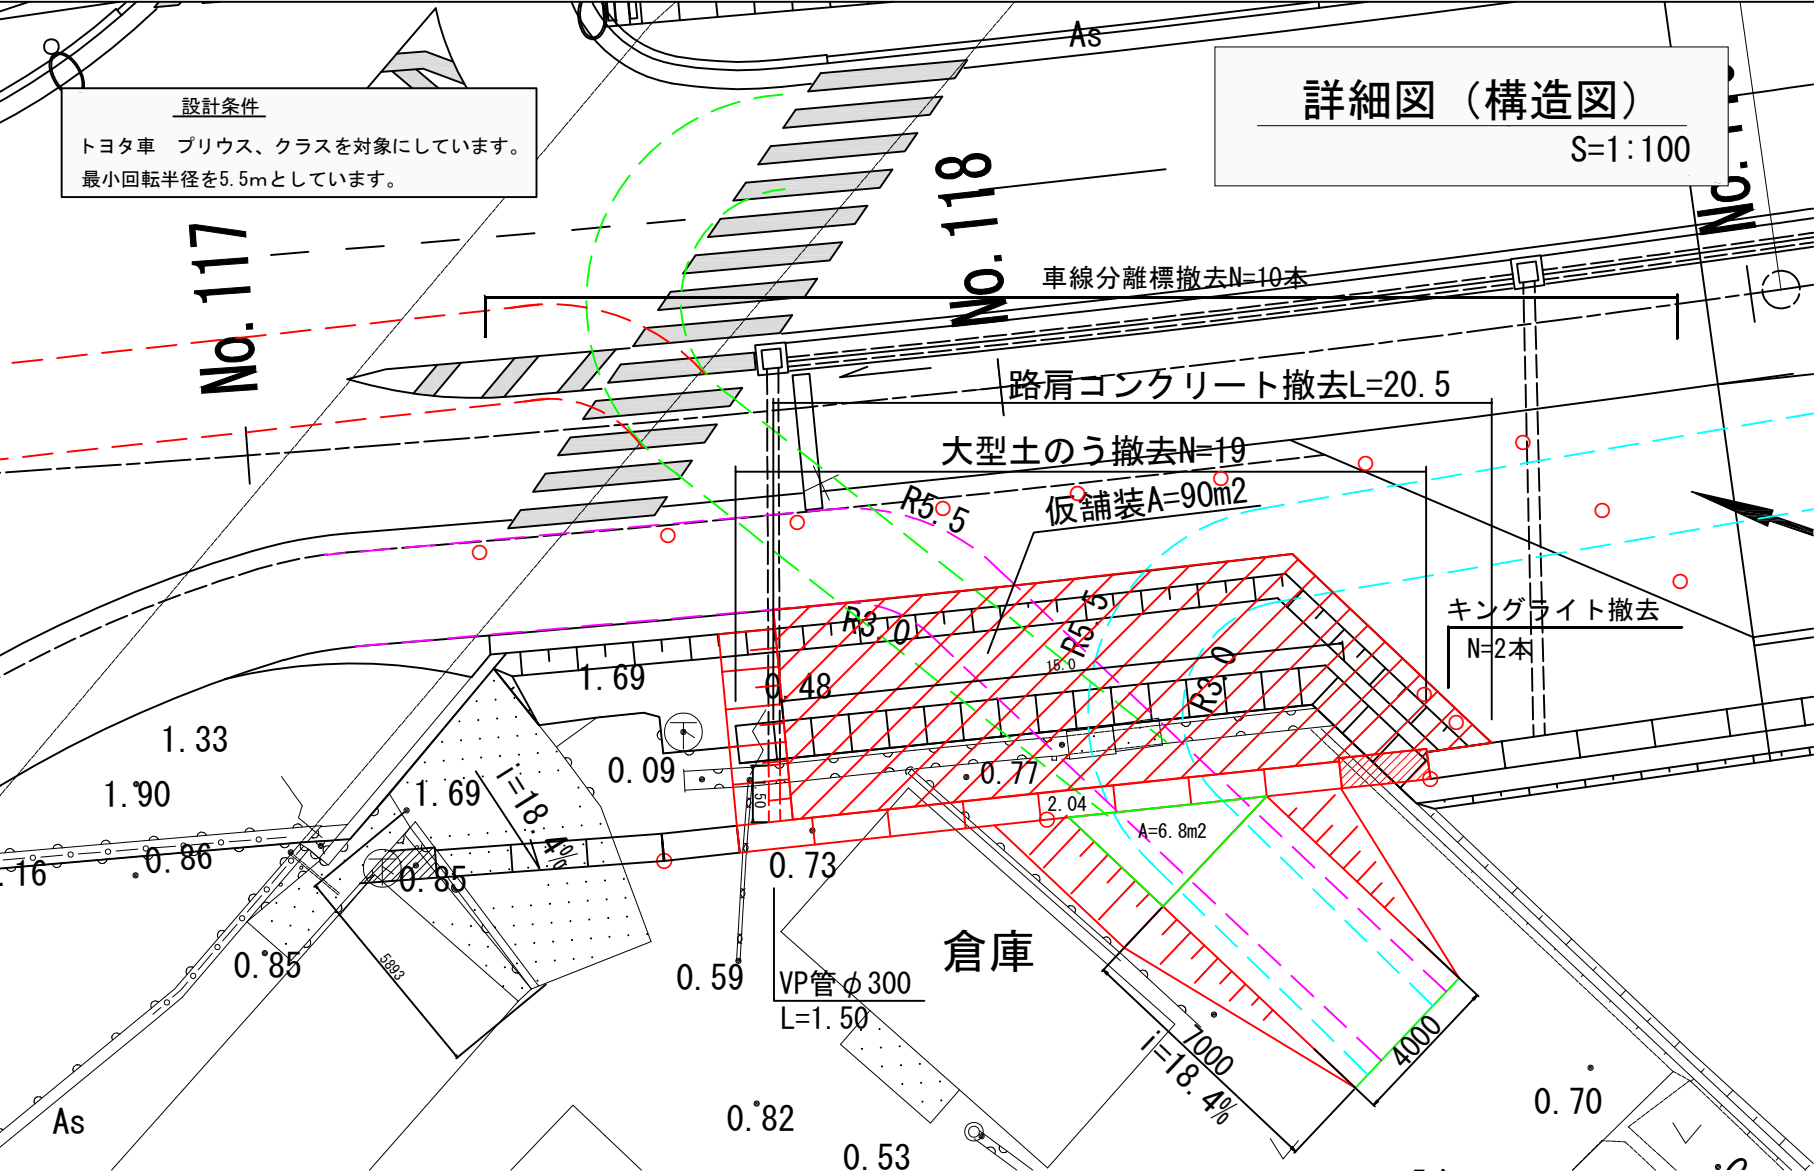 As
設計条件
トヨタ車　プリウス、クラスを対象にしています。
最小回転半径を5.5mとしています。
詳細図（構造図）
S=1:100
No.117
No.118
車線分離標撤去N=10本
路肩コンクリート撤去L=20.5
大型土のう撤去N=19
仮舗装A=90m2
R5.5
R3.0
R5.5
R3.0
15.0
キングライト撤去
N=2本
1.69
0.48
1.33
1.90
1.69
i=18.4%
0.09
0.77
2.04
50
A=6.8m2
.16
0.86
0.85
0.73
0.85
5893
0.59
倉庫
VP管φ300
L=1.50
7000
i=18.4%
4000
0.70
As
0.82
0.53